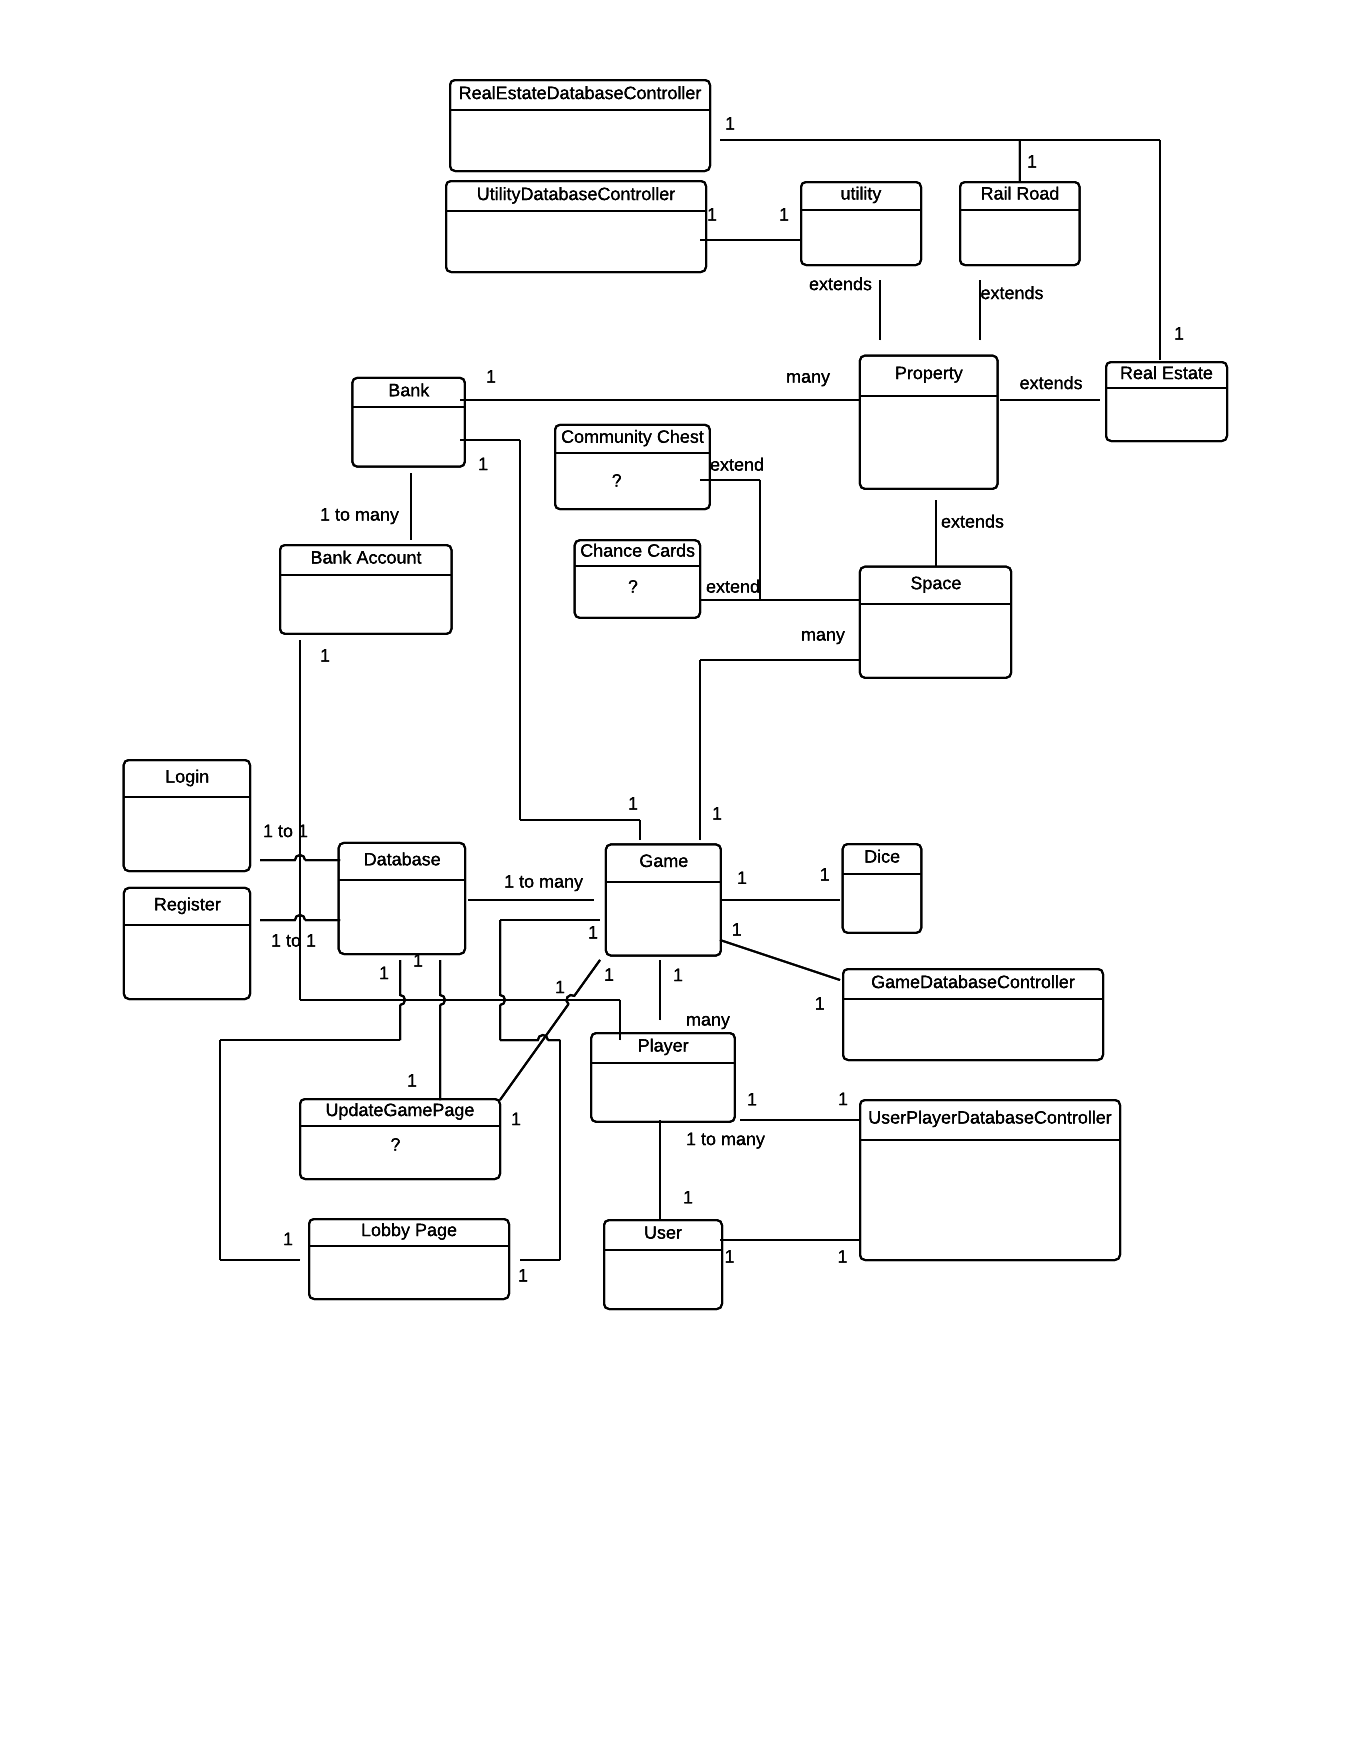 RealEstateDatabaseController
1
1
UtilityDatabaseController
utility
Rail Road
1
1
extends
extends
1
Property
Real Estate
1
many
extends
Bank
Community Chest
extend
1
?
1 to many
extends
Bank Account
Chance Cards
Space
?
extend
many
1
Login
1
1
1 to 1
Database
Game
Dice
1 to many
1
1
Register
1 to 1
1
1
1
1
1
1
1
GameDatabaseController
1
1
many
Player
1
1
1
UpdateGamePage
1
UserPlayerDatabaseController
?
1 to many
1
Lobby Page
User
1
1
1
1